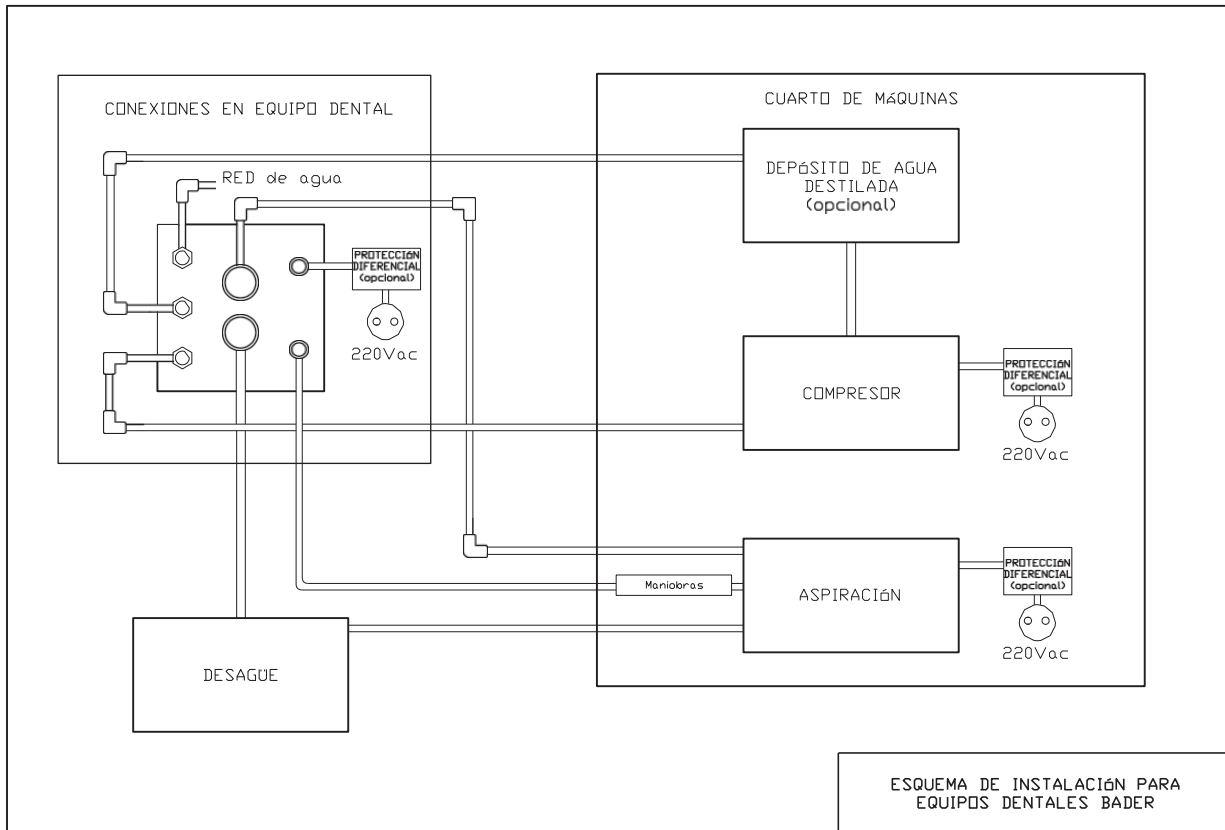 CONEXIONES EN EQUIPO DENTAL
RED de agua
PROTECCIóN
DIFERENCIAL
(opcional)
220Vac
CUARTO DE MáQUINAS
DEPóSITO DE AGUA
DESTILADA
(opcional)
COMPRESOR
PROTECCIóN
DIFERENCIAL
(opcional)
220Vac
Maniobras
ASPIRACIóN
PROTECCIóN
DIFERENCIAL
(opcional)
220Vac
DESAGÜE
ESQUEMA DE INSTALACIóN PARA
EQUIPOS DENTALES BADER